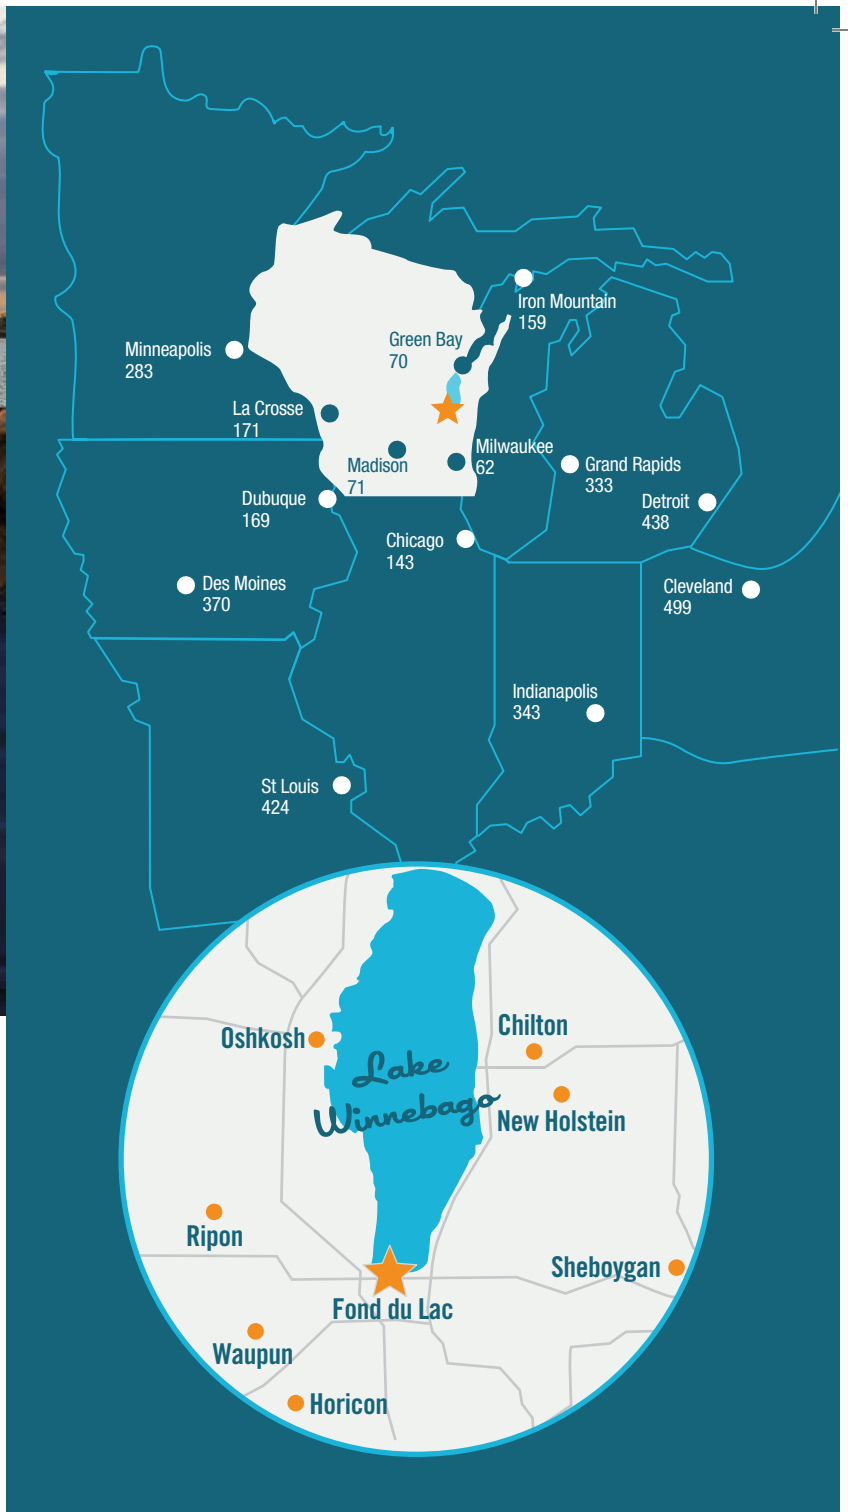 Iron Mountain
159
Green Bay
70
Minneapolis
283
La Crosse
171
Milwaukee
62
Madison
71
Grand Rapids
333
Detroit
438
Dubuque
169
Chicago
143
Des Moines
370
Cleveland
499
Indianapolis
343
St Louis
424
Chilton
Oshkosh
Lake
Winnebago
New Holstein
Ripon
Sheboygan
Fond du Lac
Waupun
Horicon